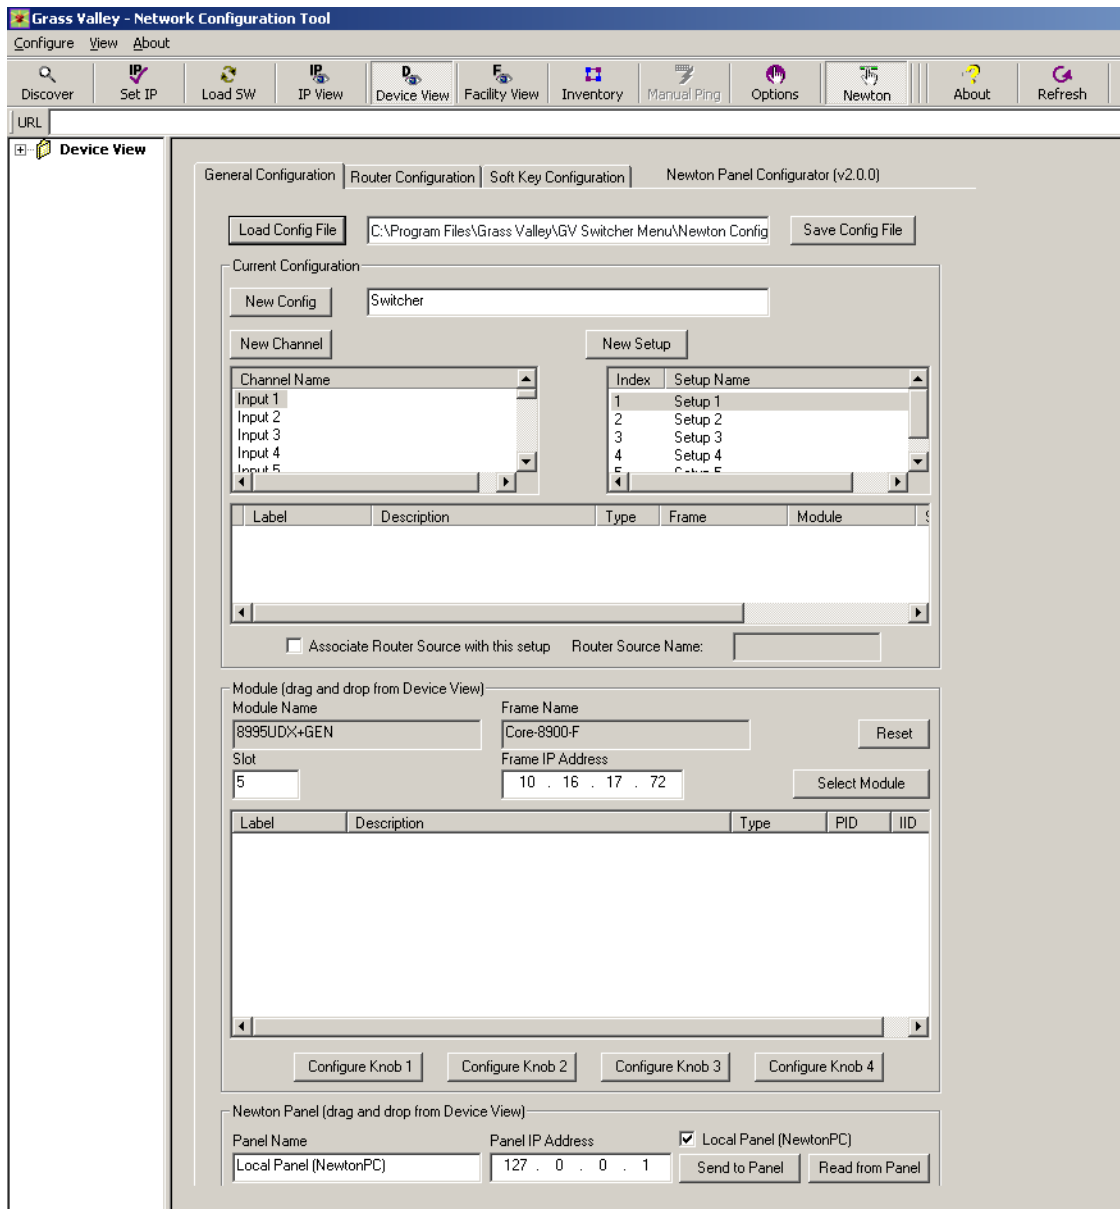 Grass Valley - Network Configuration Tool
Configure View About
Discover Set IP Load SW IP View Device View Facility View Inventory Manual Ping Options Newton About Refresh
URL
Device View
General Configuration Router Configuration Soft Key Configuration Newton Panel Configurator (v2.0.0)
Load Config File C:\Program Files\Grass Valley\GV Switcher Menu\Newton Config Save Config File
Current Configuration
New Config Switcher
New Channel New Setup
Channel Name Index Setup Name
Input 1 1 Setup 1
Input 2 2 Setup 2
Input 3 3 Setup 3
Input 4 4 Setup 4
Input 5 5 Setup 5
Label Description Type Frame Module
Associate Router Source with this setup Router Source Name:
Module (drag and drop from Device View)
Module Name Frame Name
8995UDX+GEN Core-8900-F Reset
Slot Frame IP Address
5 10 . 16 . 17 . 72 Select Module
Label Description Type PID IID
Configure Knob 1 Configure Knob 2 Configure Knob 3 Configure Knob 4
Newton Panel (drag and drop from Device View)
Panel Name Panel IP Address Local Panel (NewtonPC)
Local Panel (NewtonPC) 127 . 0 . 0 . 1 Send to Panel Read from Panel